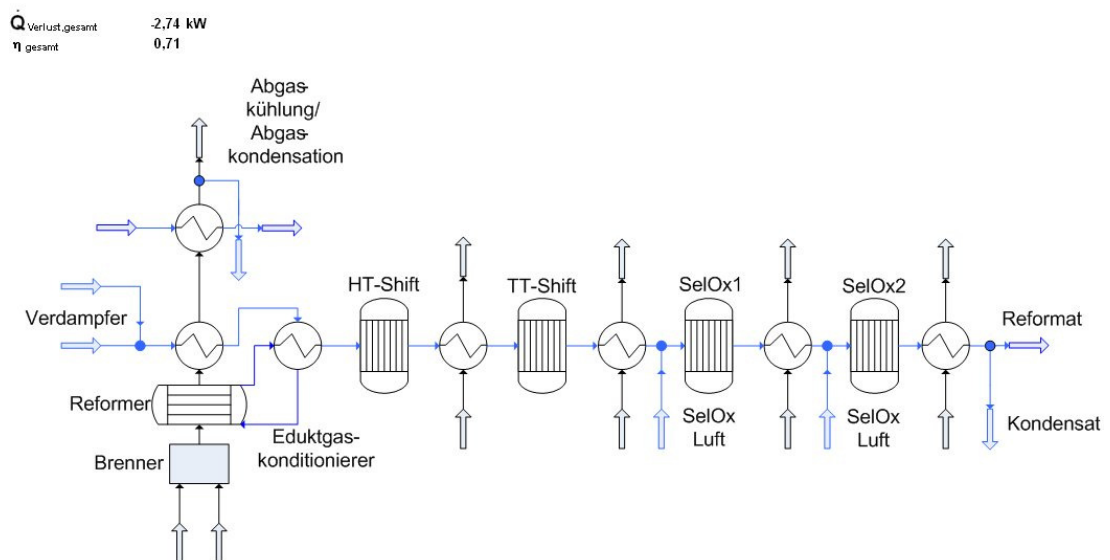 Q̇ Verlust,gesamt -2,74 kW
η gesamt 0,71
Abgas-
kühlung/
Abgas-
kondensation
HT-Shift
TT-Shift
SelOx1
SelOx2
Verdampfer
Reformat
Reformer
Eduktgas-
konditionierer
SelOx
Luft
SelOx
Luft
Kondensat
Brenner